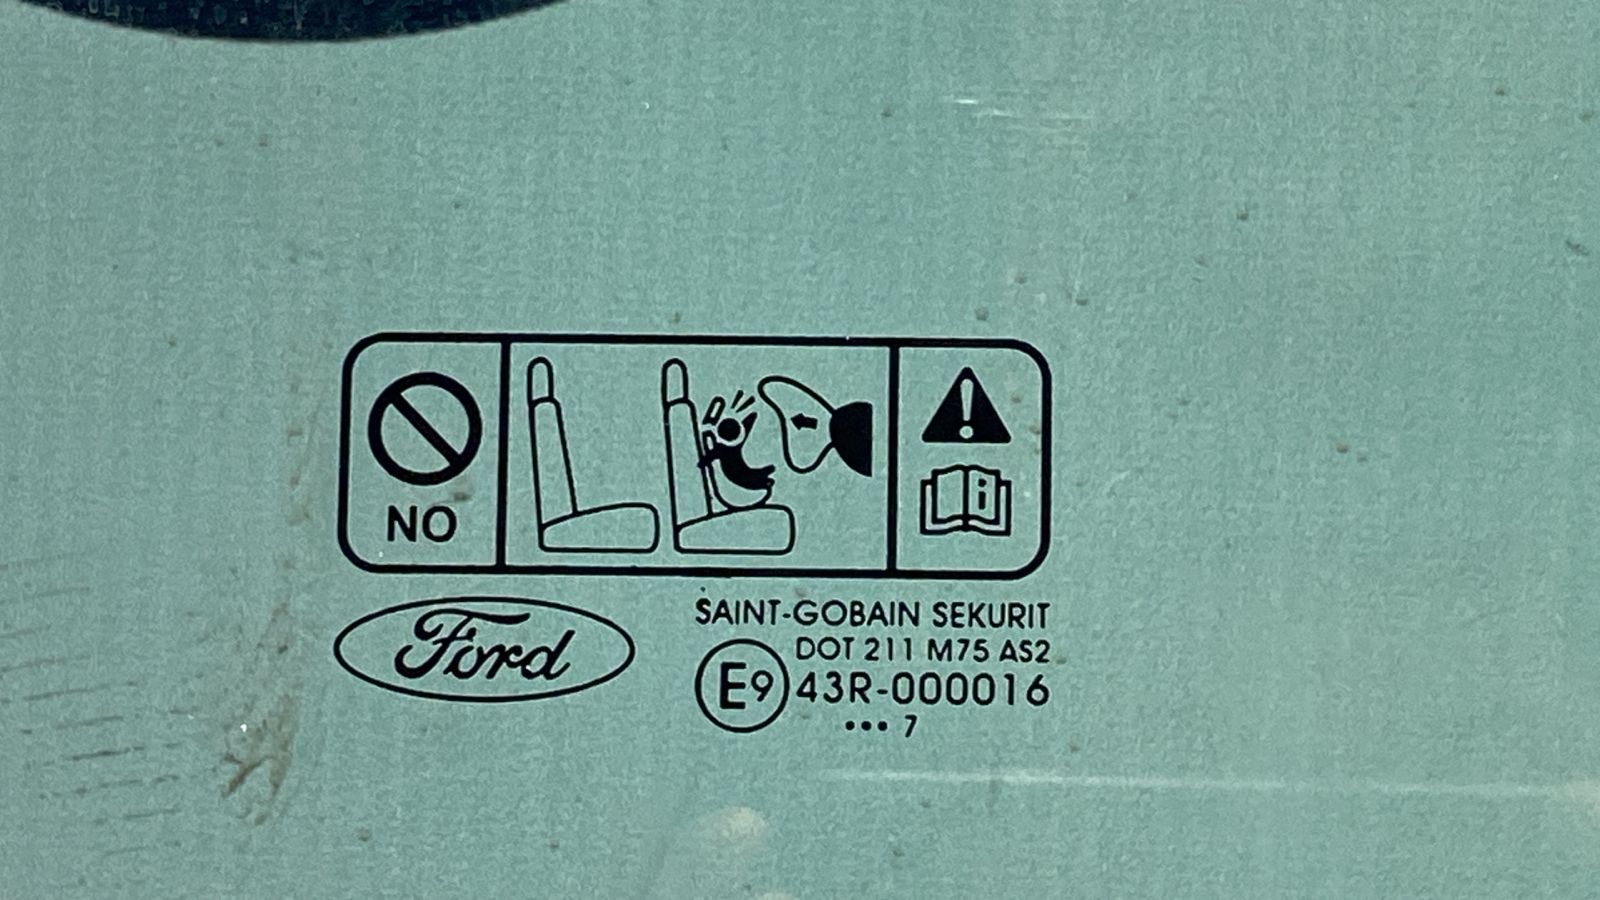 NO
Ford
SAINT-GOBAIN SEKURIT
DOT 211 M75 AS2
E9 43R-000016
••• 7